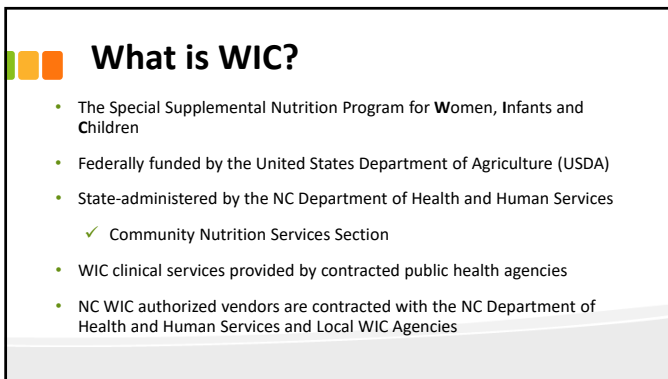 What is WIC?
• The Special Supplemental Nutrition Program for Women, Infants and
Children
• Federally funded by the United States Department of Agriculture (USDA)
• State-administered by the NC Department of Health and Human Services
✓ Community Nutrition Services Section
• WIC clinical services provided by contracted public health agencies
• NC WIC authorized vendors are contracted with the NC Department of
Health and Human Services and Local WIC Agencies